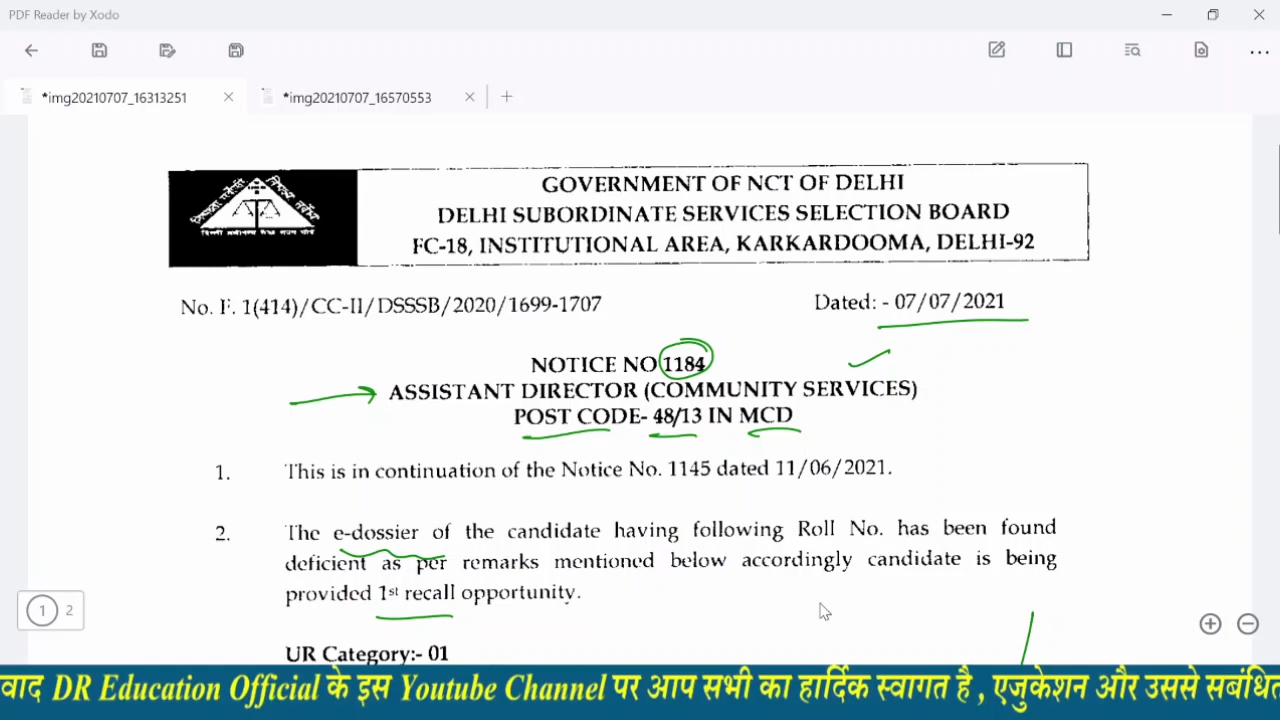 PDF Reader by Xodo
*img20210707_16313251
*img20210707_16570553
GOVERNMENT OF NCT OF DELHI
DELHI SUBORDINATE SERVICES SELECTION BOARD
FC-18, INSTITUTIONAL AREA, KARKARDOOMA, DELHI-92
No. F. 1(414)/CC-II/DSSSB/2020/1699-1707
Dated: - 07/07/2021
NOTICE NO 1184
ASSISTANT DIRECTOR (COMMUNITY SERVICES)
POST CODE- 48/13 IN MCD
1. This is in continuation of the Notice No. 1145 dated 11/06/2021.
2. The e-dossier of the candidate having following Roll No. has been found
deficient as per remarks mentioned below accordingly candidate is being
provided 1st recall opportunity.
1 2
UR Category:- 01
वाद DR Education Official के इस Youtube Channel पर आप सभी का हार्दिक स्वागत है , एजुकेशन और उससे सबंधित